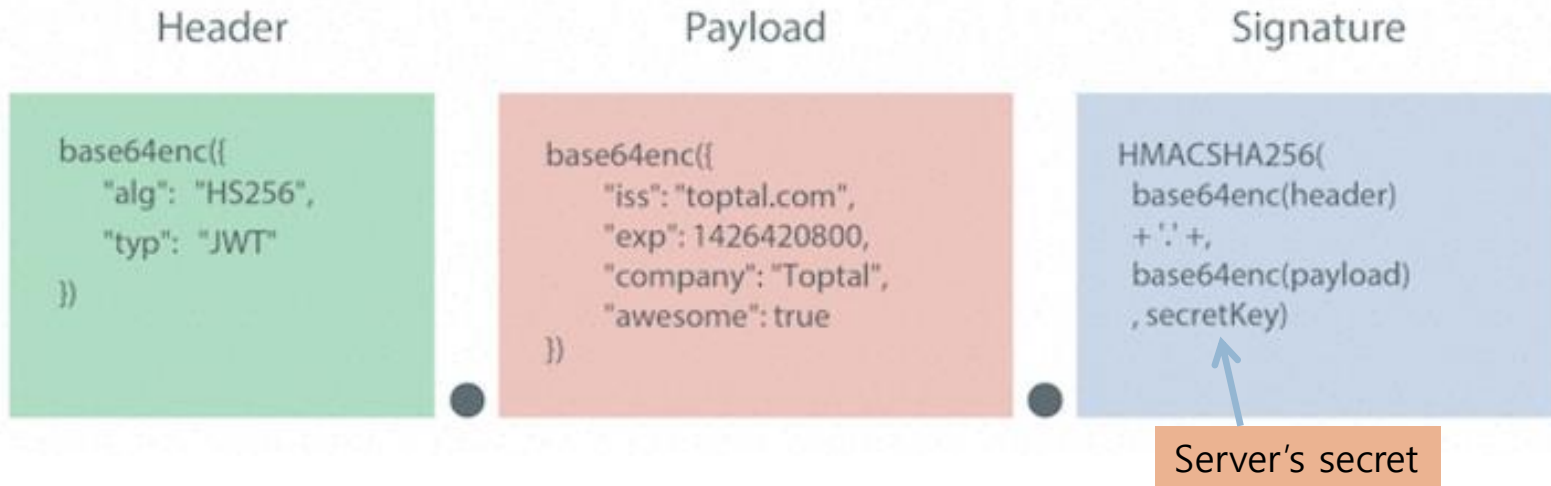 Header
base64enc({
"alg": "HS256",
"typ": "JWT"
})
Payload
base64enc({
"iss": "toptal.com",
"exp": 1426420800,
"company": "Toptal",
"awesome": true
})
Signature
HMACSHA256(
base64enc(header)
+ '.' +,
base64enc(payload)
, secretKey)
Server's secret